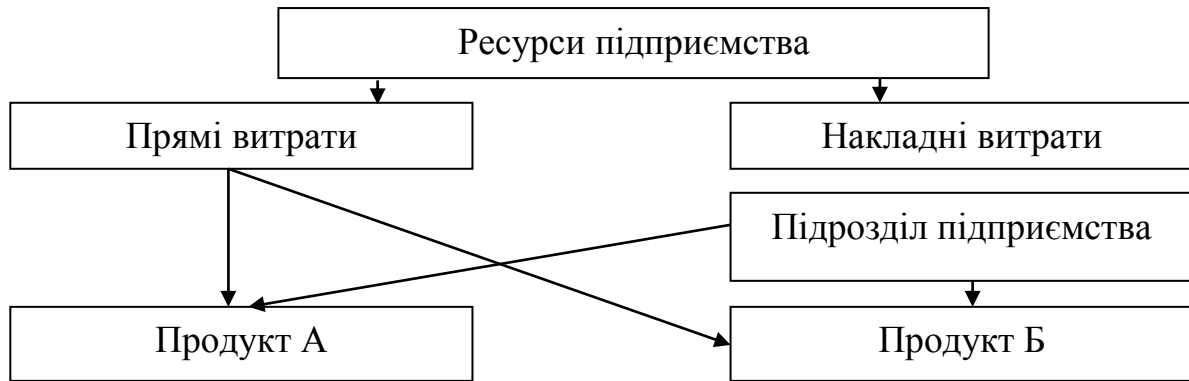 Ресурси підприємства
Прямі витрати
Накладні витрати
Підрозділ підприємства
Продукт А
Продукт Б